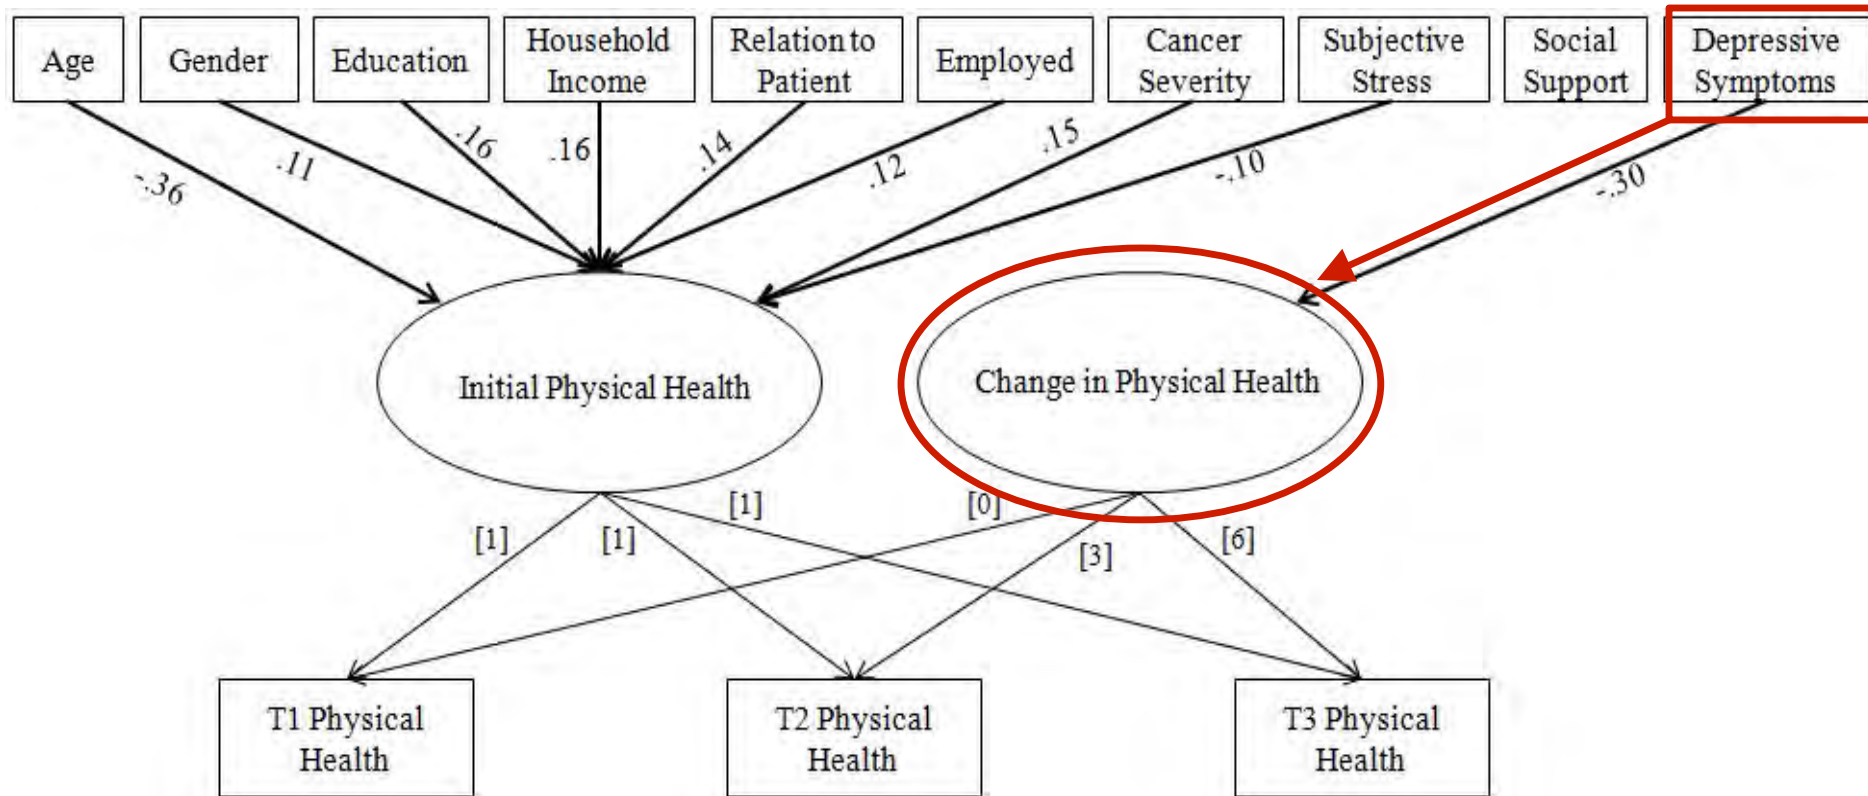 Age
Gender
Education
Household
Income
Relation to
Patient
Employed
Cancer
Severity
Subjective
Stress
Social
Support
Depressive
Symptoms
-.36
.11
.16
.16
.14
.12
.15
-.10
-.30
Initial Physical Health
Change in Physical Health
[1]
[1]
[1]
[0]
[3]
[6]
T1 Physical
Health
T2 Physical
Health
T3 Physical
Health